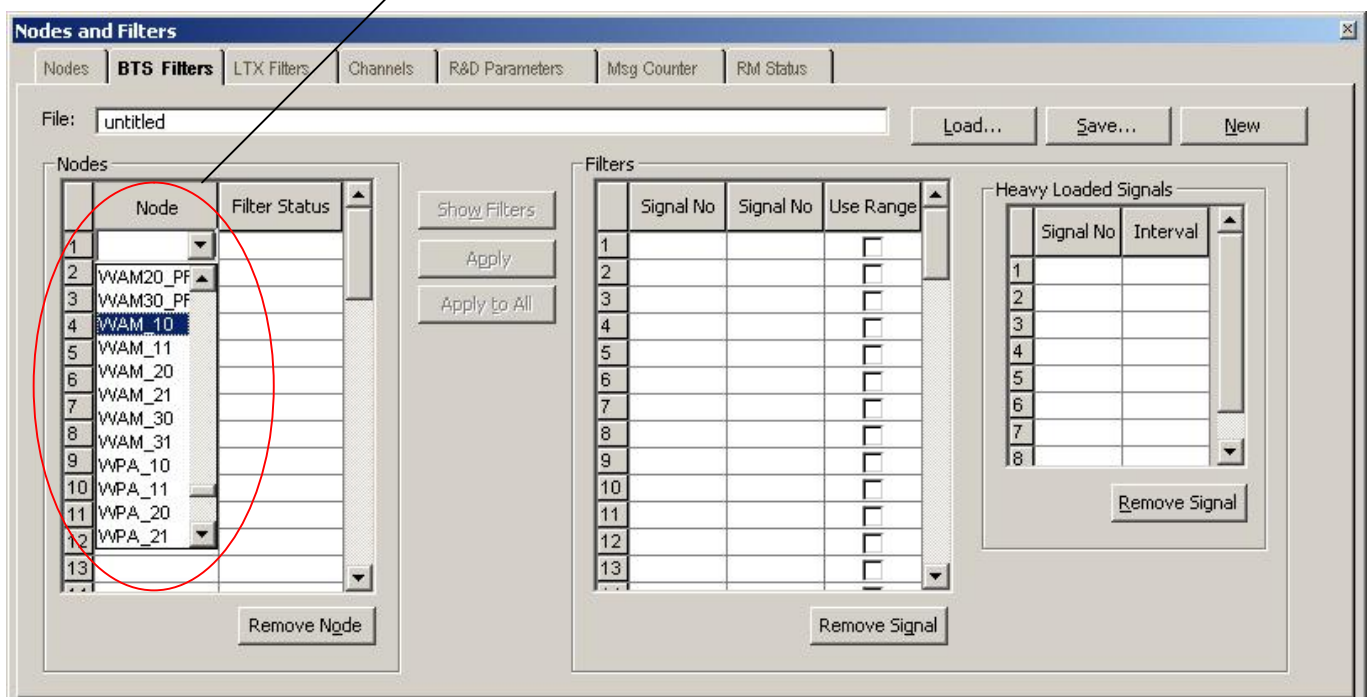 Nodes and Filters
Nodes BTS Filters LTX Filters Channels R&D Parameters Msg Counter RM Status
File: untitled Load... Save... New
Nodes
Node Filter Status
1
2 WAM20_PF
3 WAM30_PF
4 WAM_10
5 WAM_11
6 WAM_20
7 WAM_21
8 WAM_30
9 WAM_31
10 WPA_10
11 WPA_11
12 WPA_20
13 WPA_21
Remove Node
Show Filters
Apply
Apply to All
Filters
Signal No Signal No Use Range
1
2
3
4
5
6
7
8
9
10
11
12
13
Remove Signal
Heavy Loaded Signals
Signal No Interval
1
2
3
4
5
6
7
8
Remove Signal